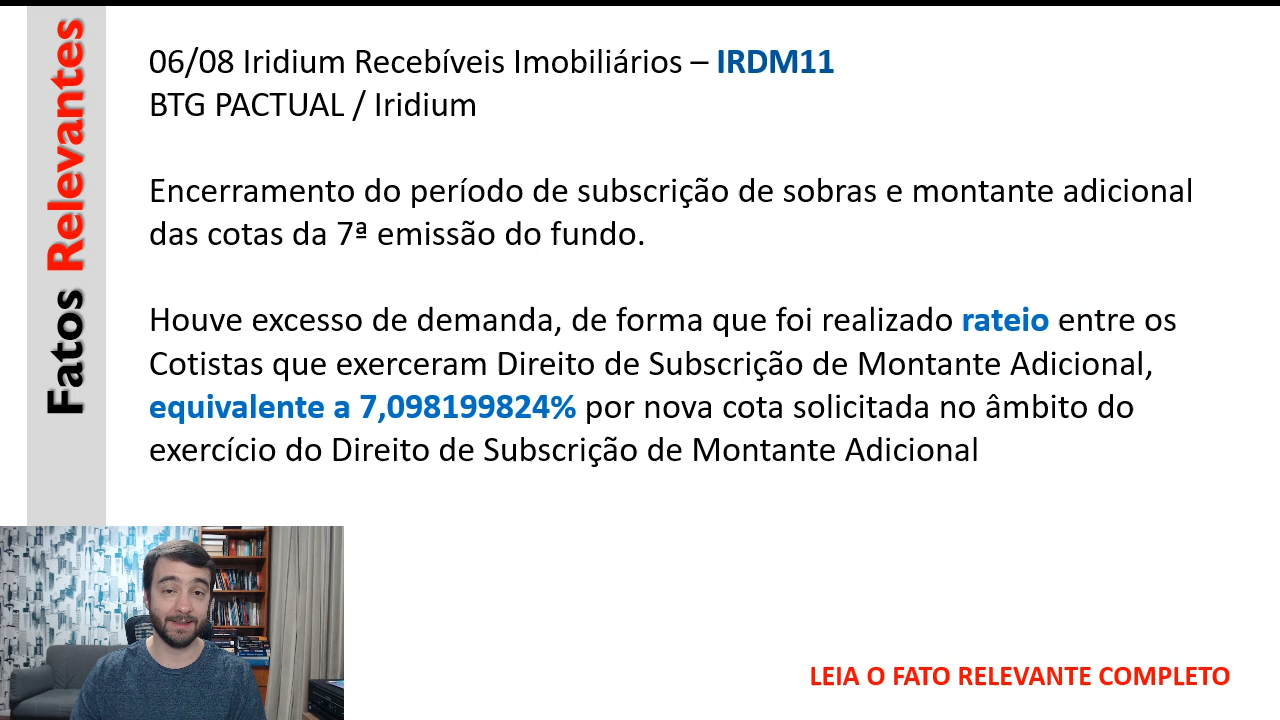 Fatos Relevantes
06/08 Iridium Recebíveis Imobiliários – IRDM11
BTG PACTUAL / Iridium
Encerramento do período de subscrição de sobras e montante adicional
das cotas da 7ª emissão do fundo.
Houve excesso de demanda, de forma que foi realizado rateio entre os
Cotistas que exerceram Direito de Subscrição de Montante Adicional,
equivalente a 7,098199824% por nova cota solicitada no âmbito do
exercício do Direito de Subscrição de Montante Adicional
LEIA O FATO RELEVANTE COMPLETO